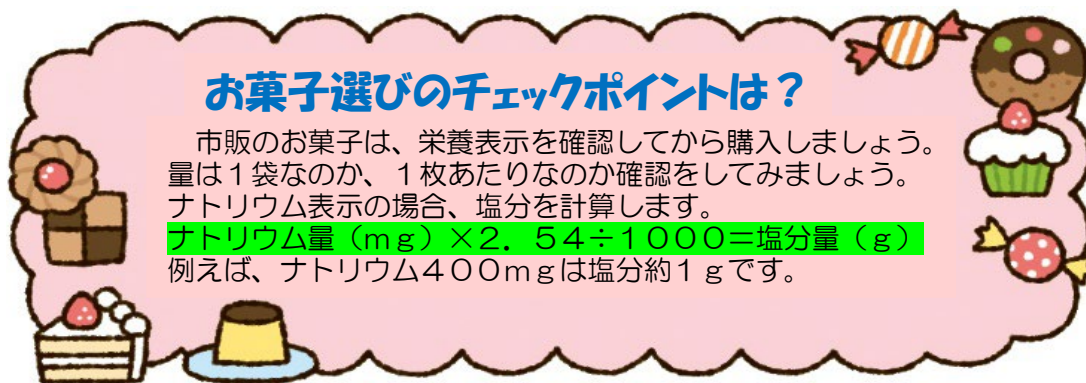 お菓子選びのチェックポイントは？
　市販のお菓子は、栄養表示を確認してから購入しましょう。
量は１袋なのか、１枚あたりなのか確認をしてみましょう。
ナトリウム表示の場合、塩分を計算します。
ナトリウム量（ｍｇ）×２．５４÷１０００＝塩分量（ｇ）
例えば、ナトリウム４００ｍｇは塩分約１ｇです。